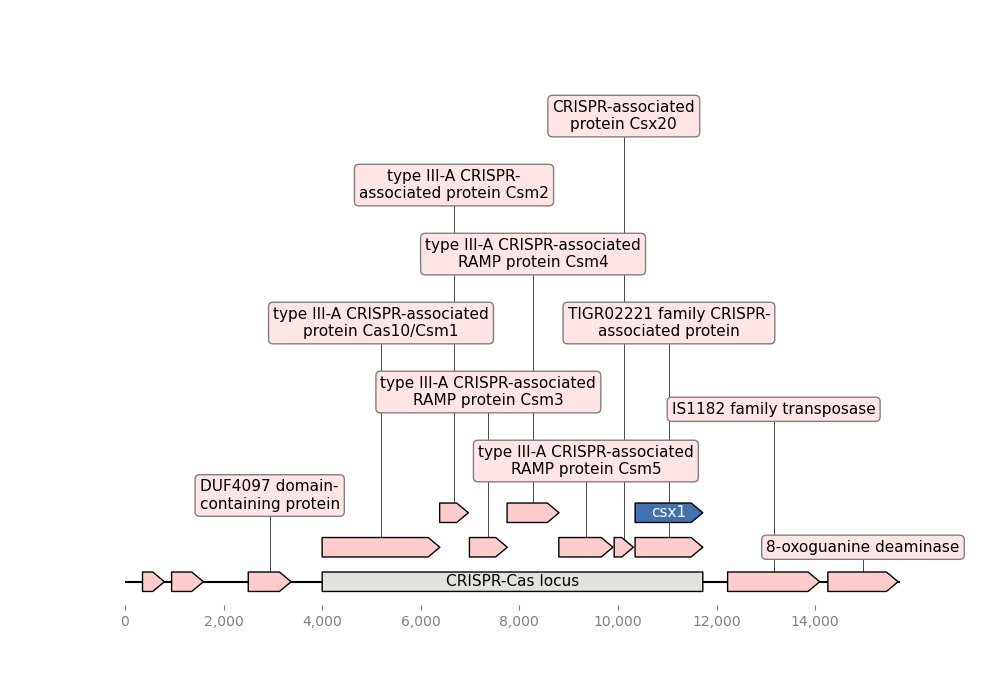 CRISPR-associated
protein Csx20
type III-A CRISPR-
associated protein Csm2
type III-A CRISPR-associated
RAMP protein Csm4
type III-A CRISPR-associated
protein Cas10/Csm1
TIGR02221 family CRISPR-
associated protein
type III-A CRISPR-associated
RAMP protein Csm3
IS1182 family transposase
type III-A CRISPR-associated
RAMP protein Csm5
DUF4097 domain-
containing protein
csx1
8-oxoguanine deaminase
CRISPR-Cas locus
0 2,000 4,000 6,000 8,000 10,000 12,000 14,000